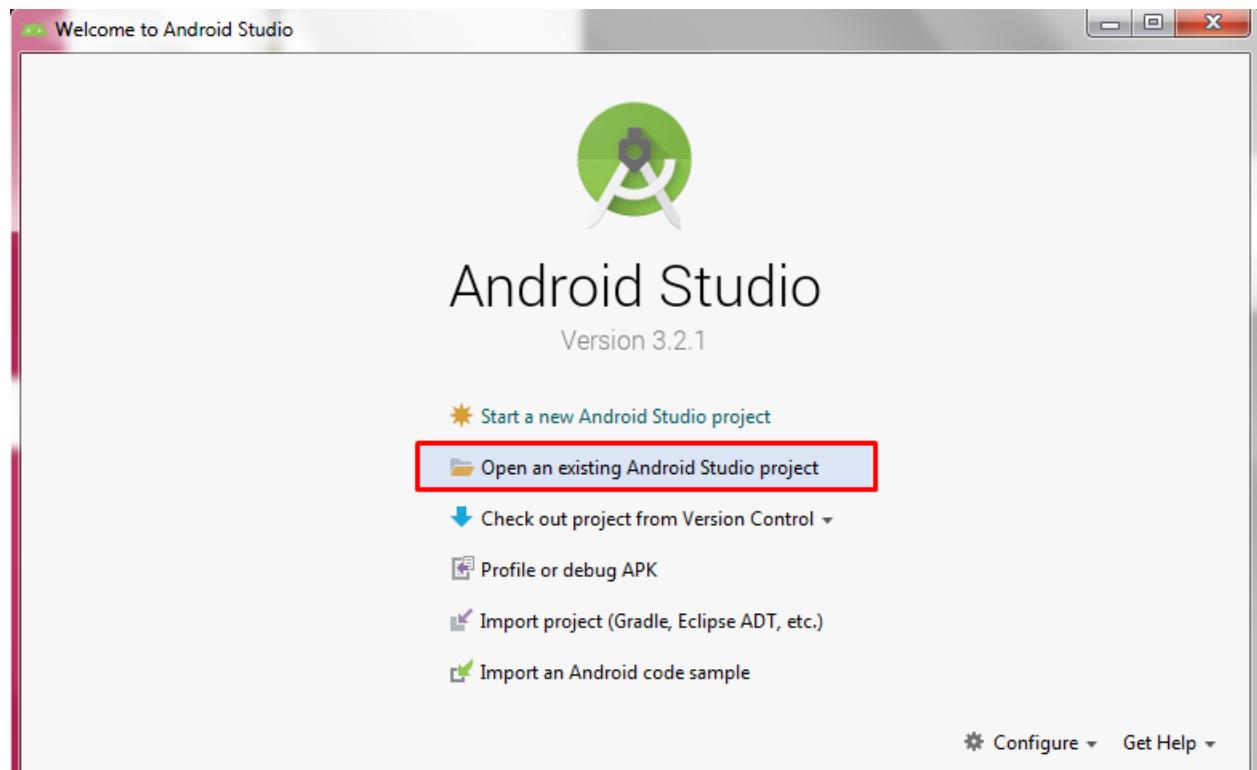 Welcome to Android Studio
X
Android Studio
Version 3.2.1
Start a new Android Studio project
Open an existing Android Studio project
Check out project from Version Control
Profile or debug APK
Import project (Gradle, Eclipse ADT, etc.)
Import an Android code sample
Configure Get Help